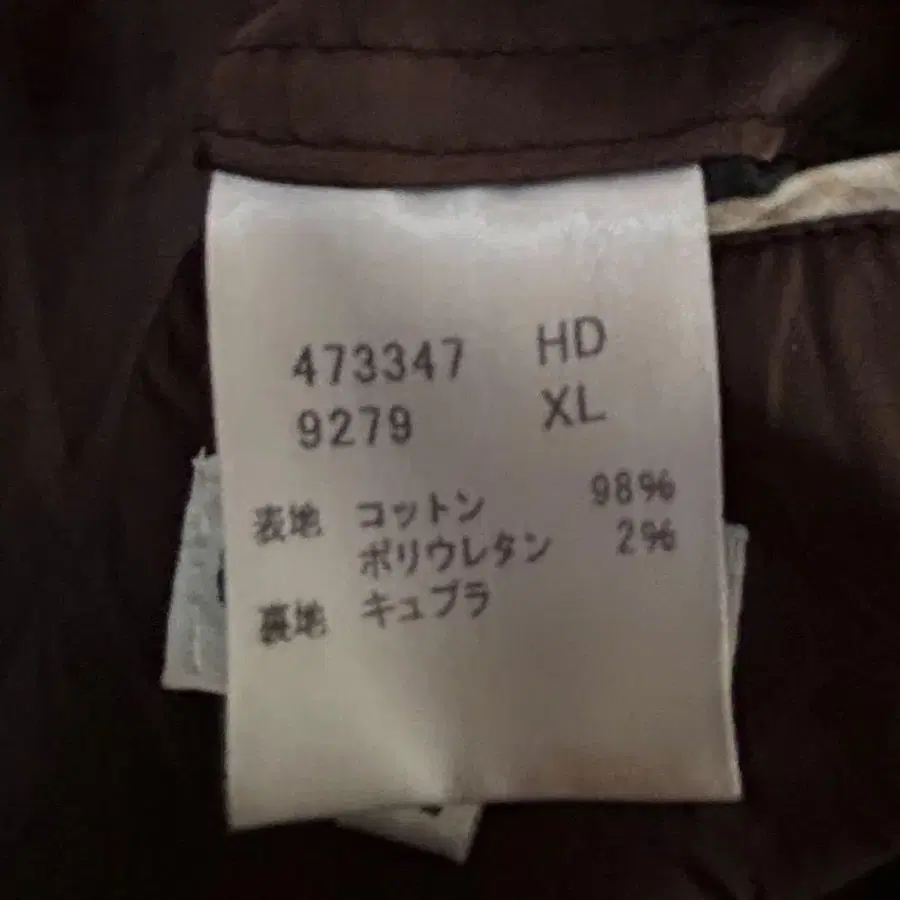 473347 HD
9279 XL
表地 コットン 98%
ポリウレタン 2%
裏地 キュプラ